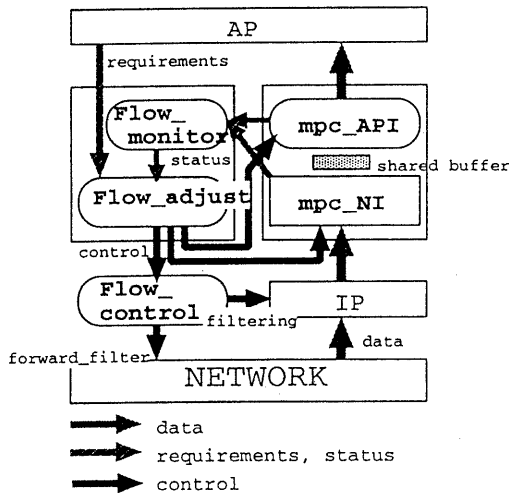 AP
requirements
Flow_
monitor
mpc_API
status
shared buffer
Flow_adjust
mpc_NI
control
Flow_
control
filtering
IP
forward_filter
data
NETWORK
data
requirements, status
control